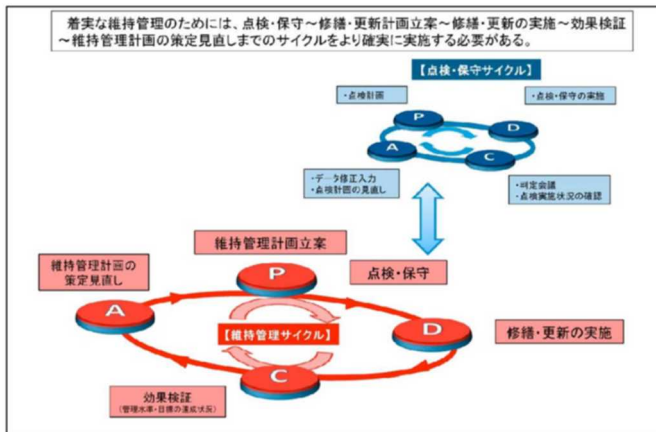 着実な維持管理のためには、点検・保守～修繕・更新計画立案～修繕・更新の実施～効果検証
～維持管理計画の策定見直しまでのサイクルをより確実に実施する必要がある。
【点検・保守サイクル】
・点検計画
・点検・保守の実施
P
D
A
C
・データ修正入力
・点検計画の見直し
・判定会議
・点検実施状況の確認
維持管理計画立案
点検・保守
維持管理計画の
策定見直し
P
A
D
【維持管理サイクル】
修繕・更新の実施
C
効果検証
(管理水準・目標の達成状況)